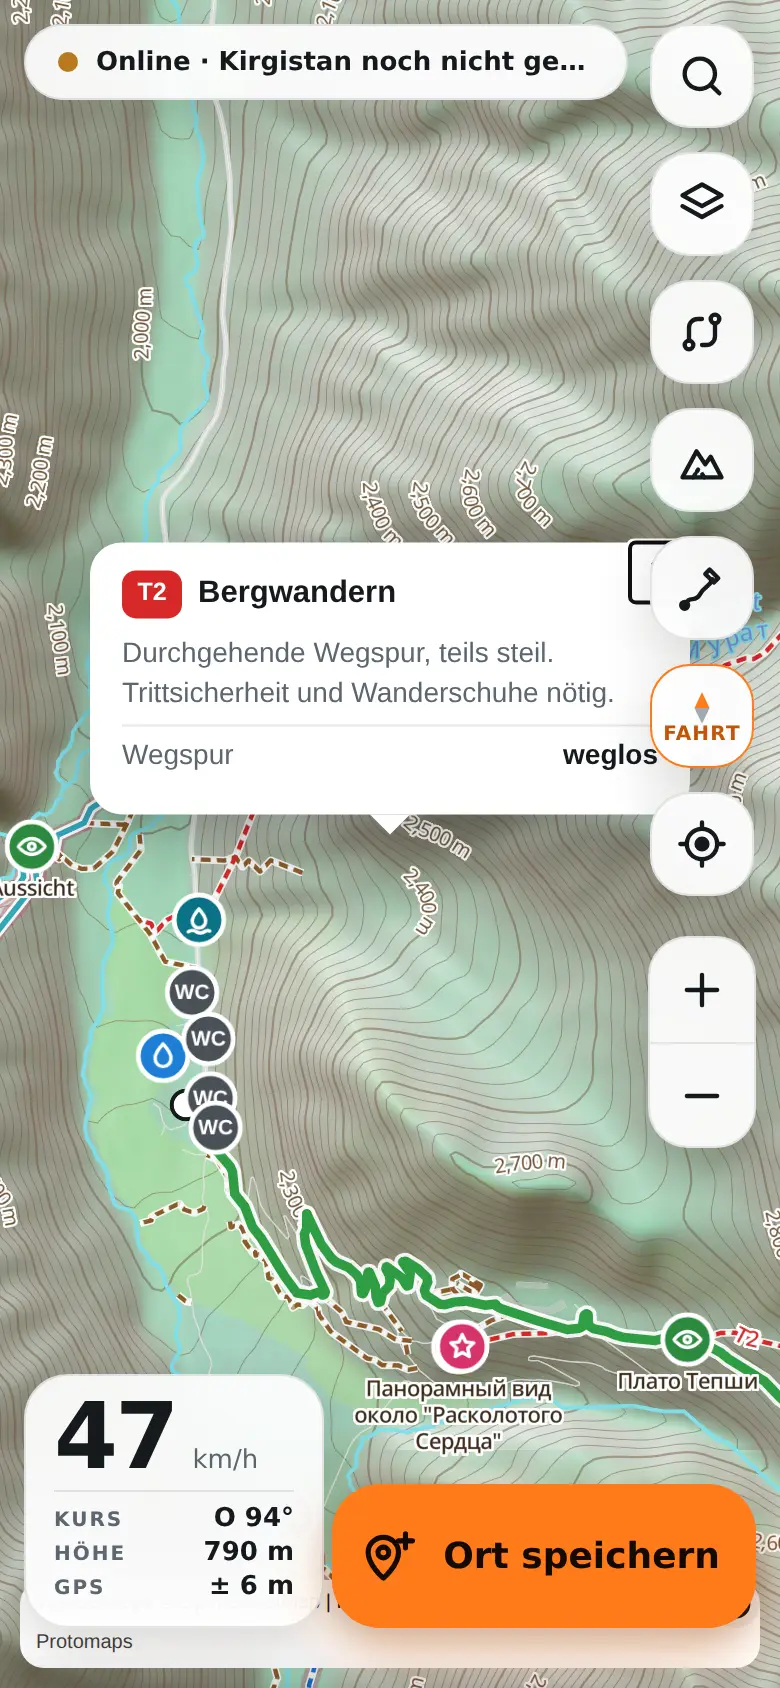 Online · Kirgistan noch nicht ge...
2,000 m
2,200 m
2,400 m
2,500 m
2,600 m
2,700 m
2,100 m
T2 Bergwandern
Durchgehende Wegspur, teils steil.
Trittsicherheit und Wanderschuhe nötig.
Wegspur weglos
FAHRT
2,500 m
2,400 m
Aussicht
WC
WC
WC
WC
2,700 m
T2
Плато Тепши
Панорамный вид
около "Расколотого
Сердца"
47 km/h
KURS O 94°
HÖHE 790 m
GPS ± 6 m
Ort speichern
Protomaps